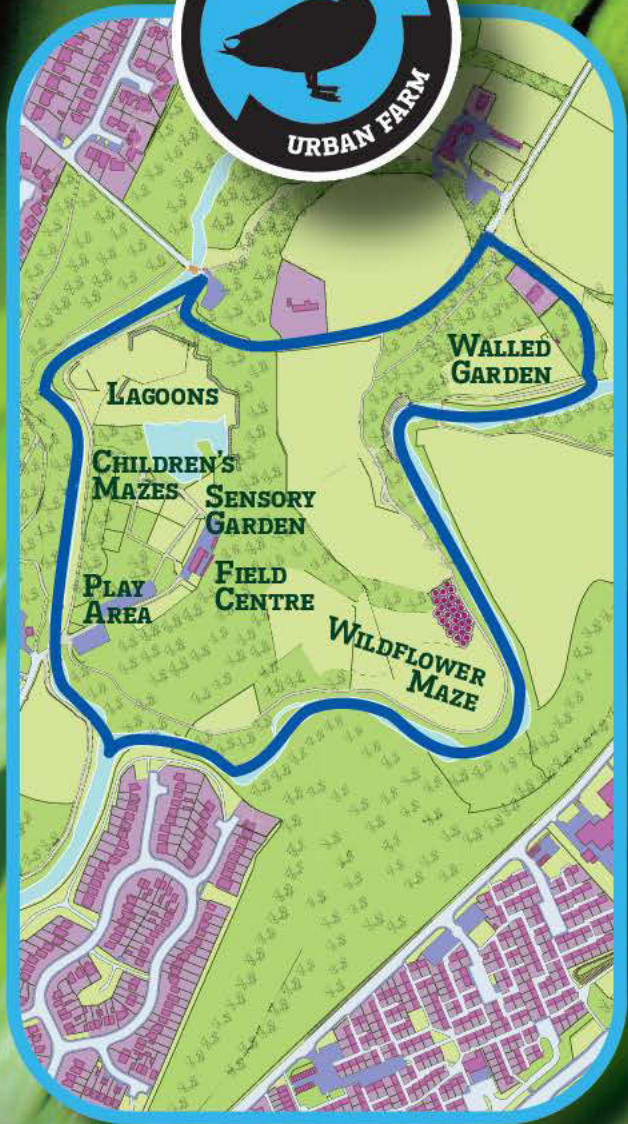 URBAN FARM
WALLED
GARDEN
LAGOONS
CHILDREN'S
MAZES
SENSORY
GARDEN
PLAY
AREA
FIELD
CENTRE
WILDFLOWER
MAZE